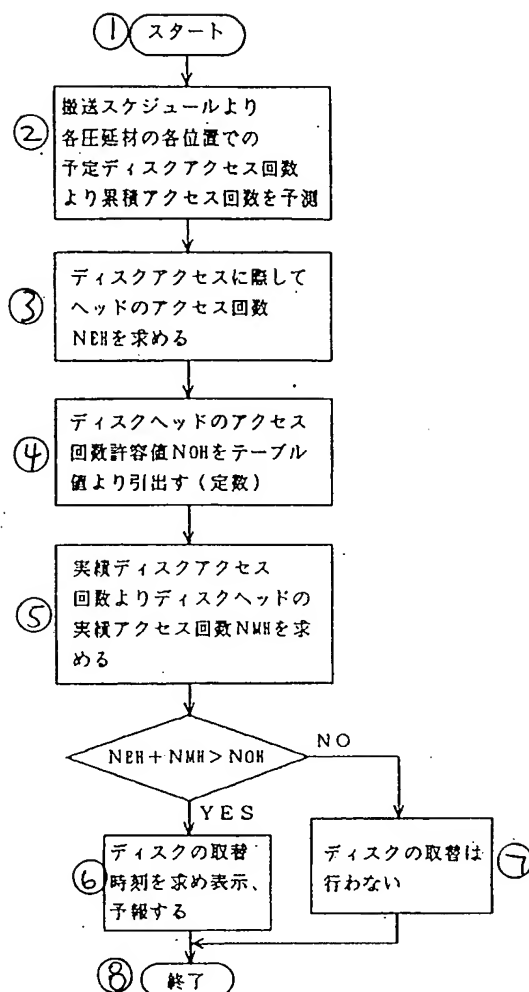 ① スタート
②
搬送スケジュールより
各圧延材の各位置での
予定ディスクアクセス回数
より累積アクセス回数を予測
③
ディスクアクセスに際して
ヘッドのアクセス回数
NEHを求める
④
ディスクヘッドのアクセス
回数許容値NOHをテーブル
値より引出す(定数)
⑤
実績ディスクアクセス
回数よりディスクヘッドの
実績アクセス回数NMHを求
める
NEH+NMH>NOH
NO
YES
⑥
ディスクの取替
時刻を求め表示、
予報する
⑦
ディスクの取替は
行わない
⑧ 終了